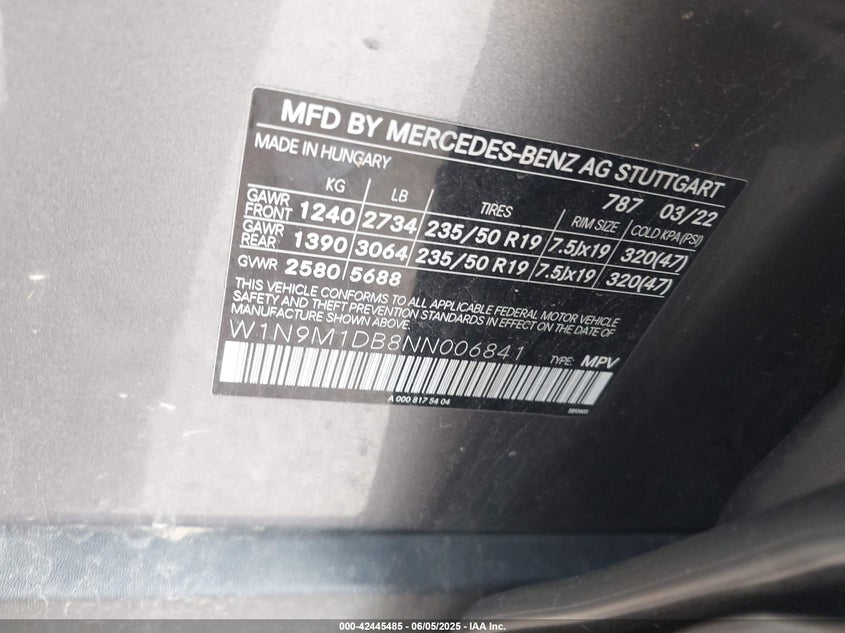 MFD BY MERCEDES-BENZ AG STUTTGART
MADE IN HUNGARY 787 03/22
KG LB TIRES RIM SIZE COLD KPA(PSI)
GAWR FRONT 1240 2734 235/50 R19 7.5Jx19 320(47)
GAWR REAR 1390 3064 235/50 R19 7.5Jx19 320(47)
GVWR 2580 5688
THIS VEHICLE CONFORMS TO ALL APPLICABLE FEDERAL MOTOR VEHICLE
SAFETY AND THEFT PREVENTION STANDARDS IN EFFECT ON THE DATE OF
MANUFACTURE SHOWN ABOVE.
W1N9M1DB8NN006841 TYPE: MPV
A 000 817 54 04
000-42445485 - 06/05/2025 - IAA Inc.